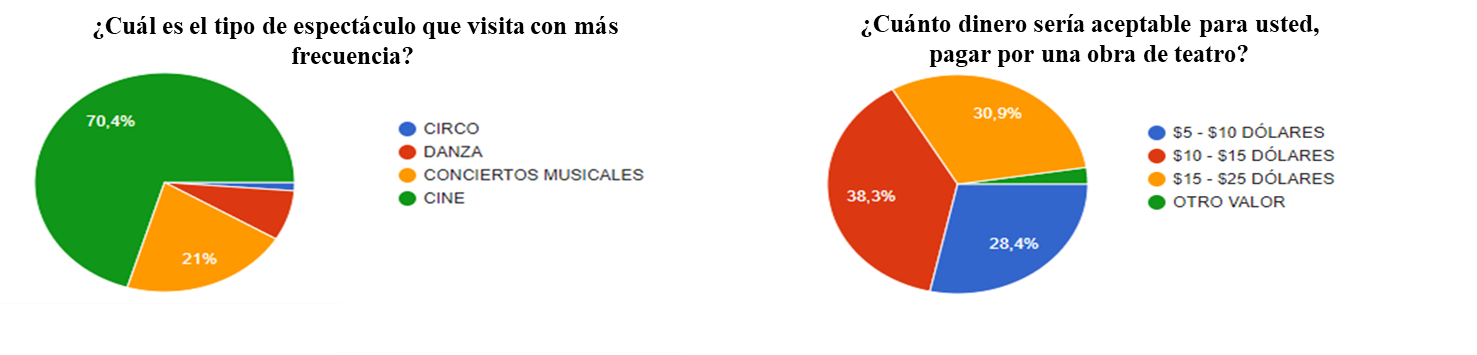 ¿Cuál es el tipo de espectáculo que visita con más
frecuencia?
70,4%
21%
CIRCO
DANZA
CONCIERTOS MUSICALES
CINE
¿Cuánto dinero sería aceptable para usted,
pagar por una obra de teatro?
30,9%
38,3%
28,4%
$5 - $10 DÓLARES
$10 - $15 DÓLARES
$15 - $25 DÓLARES
OTRO VALOR